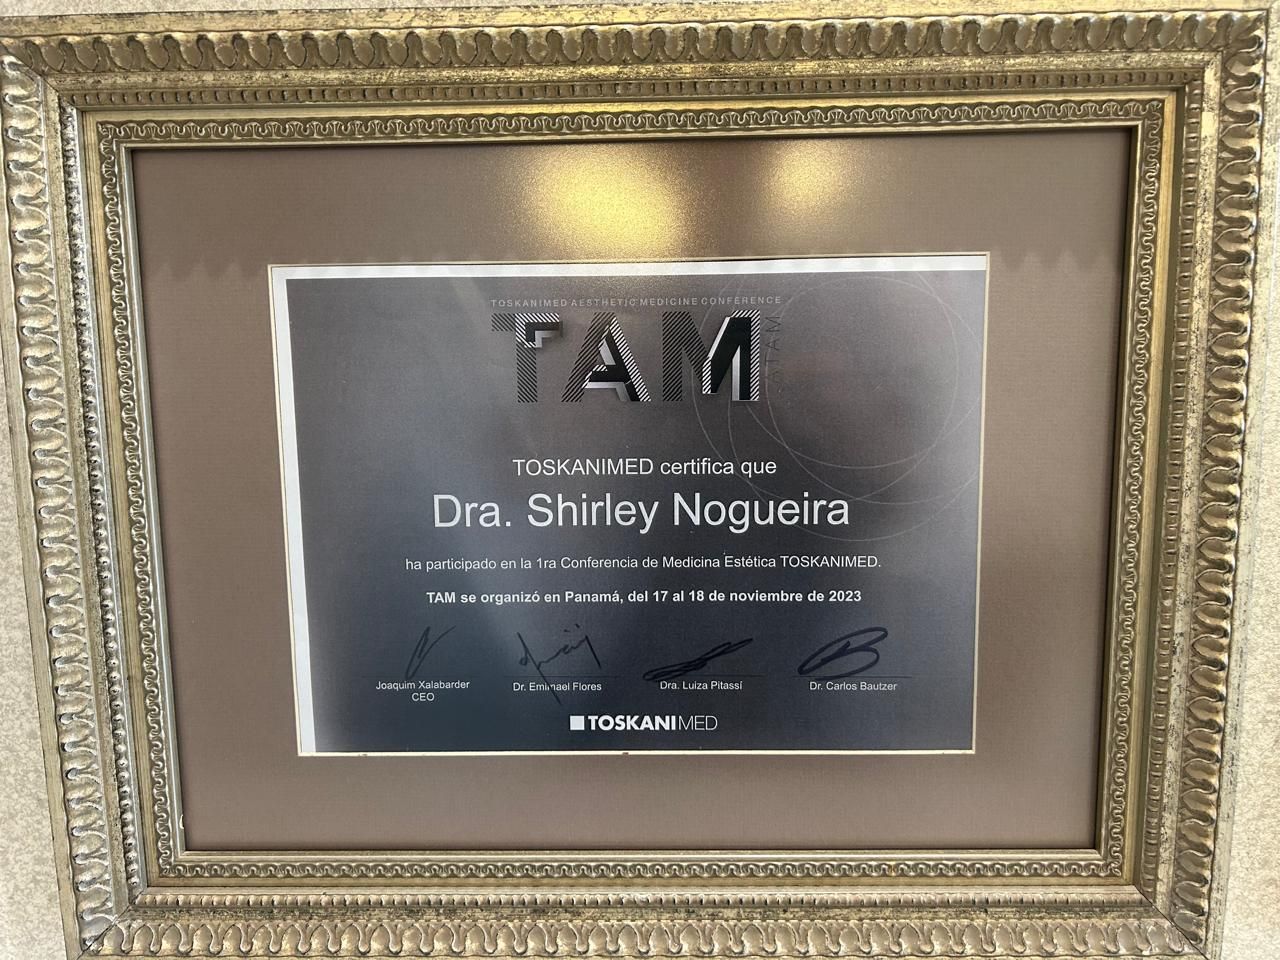 TOSKANIMED AESTHETIC MEDICINE CONFERENCE
TAM
TAM
TOSKANIMED certifica que
Dra. Shirley Nogueira
ha participado en la 1ra Conferencia de Medicina Estética TOSKANIMED.
TAM se organizó en Panamá, del 17 al 18 de noviembre de 2023
Joaquim Xalabarder
CEO
Dr. Emmael Flores
Dra. Luiza Pitassí
Dr. Carlos Bautzer
TOSKANIMED